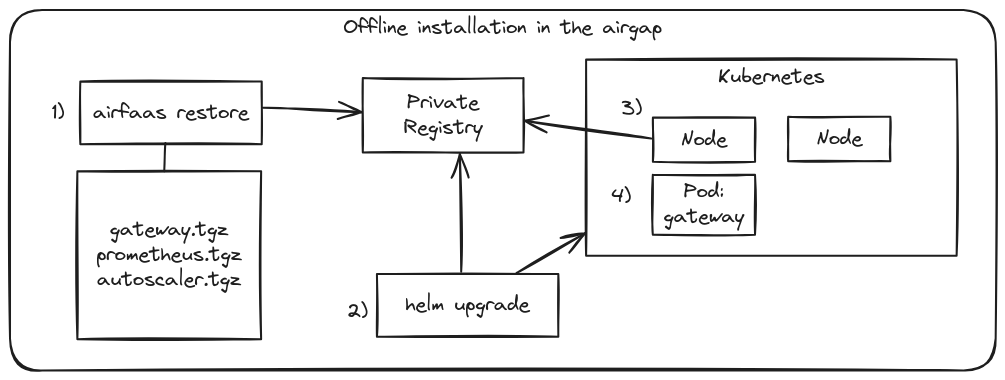 Offline installation in the airgap
1)
airfaas restore
gateway.tgz
prometheus.tgz
autoscaler.tgz
Private
Registry
2)
helm upgrade
Kubernetes
3)
Node
Node
4)
Pod:
gateway